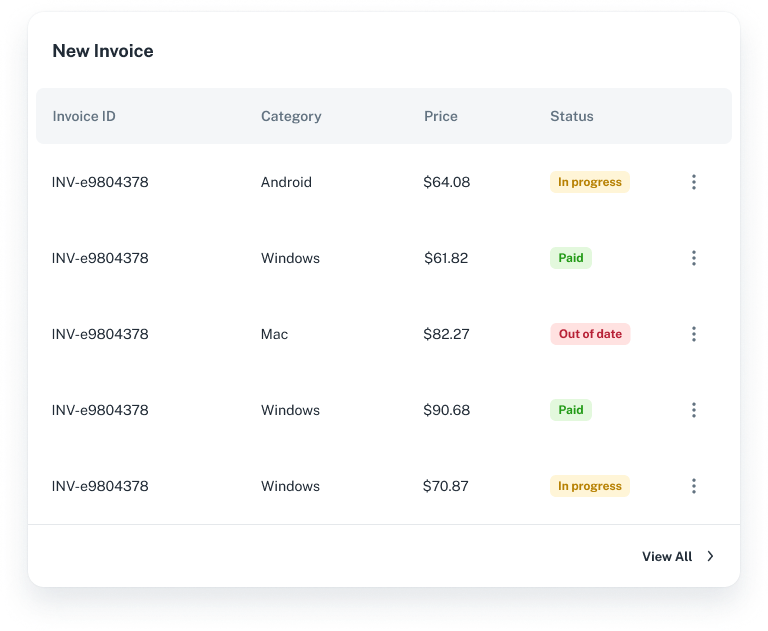 New Invoice
Invoice ID Category Price Status
INV-e9804378 Android $64.08 In progress
INV-e9804378 Windows $61.82 Paid
INV-e9804378 Mac $82.27 Out of date
INV-e9804378 Windows $90.68 Paid
INV-e9804378 Windows $70.87 In progress
View All